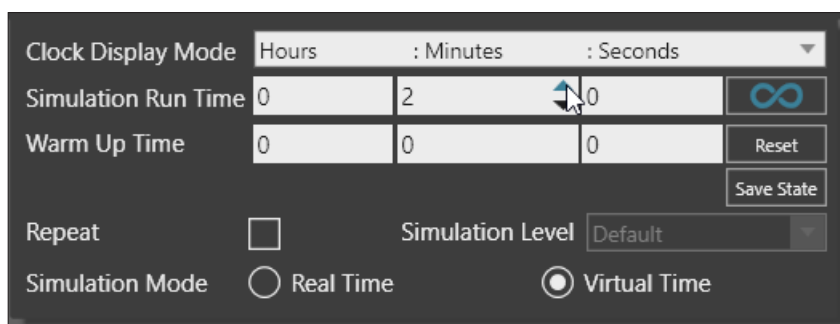 Clock Display Mode Hours : Minutes : Seconds
Simulation Run Time 0 2 0
Warm Up Time 0 0 0 Reset
Save State
Repeat Simulation Level Default
Simulation Mode Real Time Virtual Time